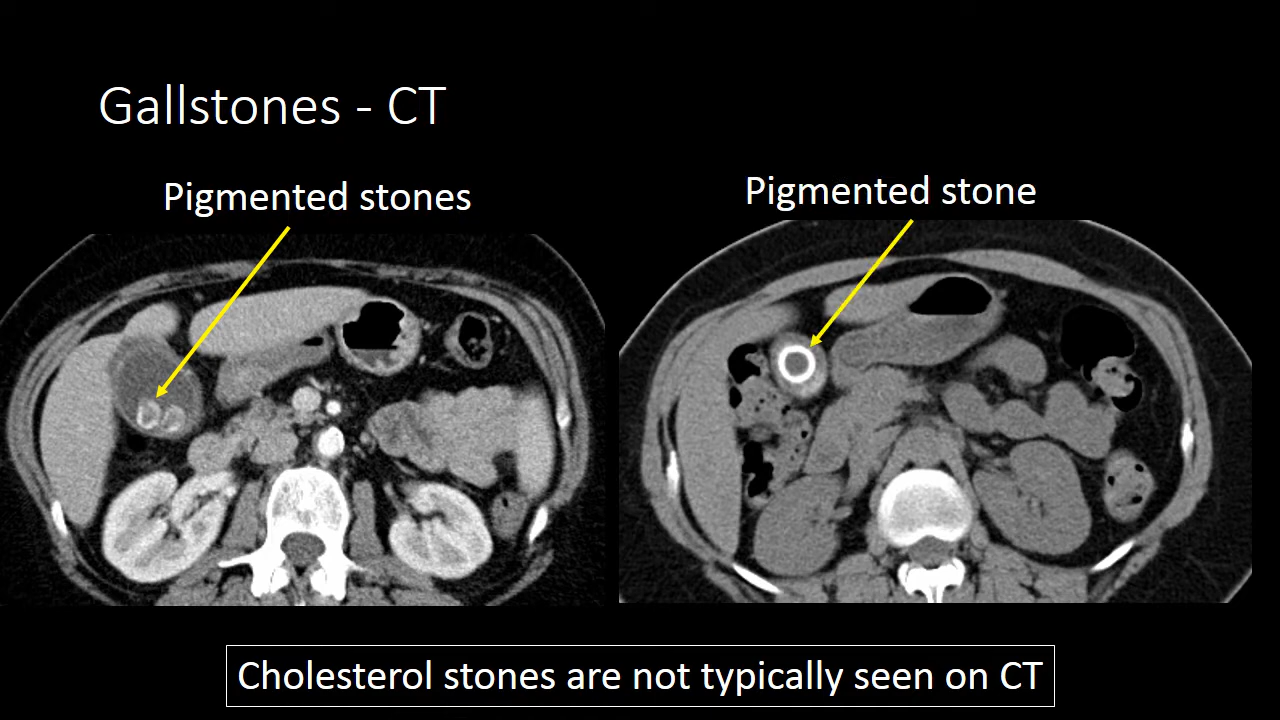 Gallstones - CT
Pigmented stones
Pigmented stone
Cholesterol stones are not typically seen on CT